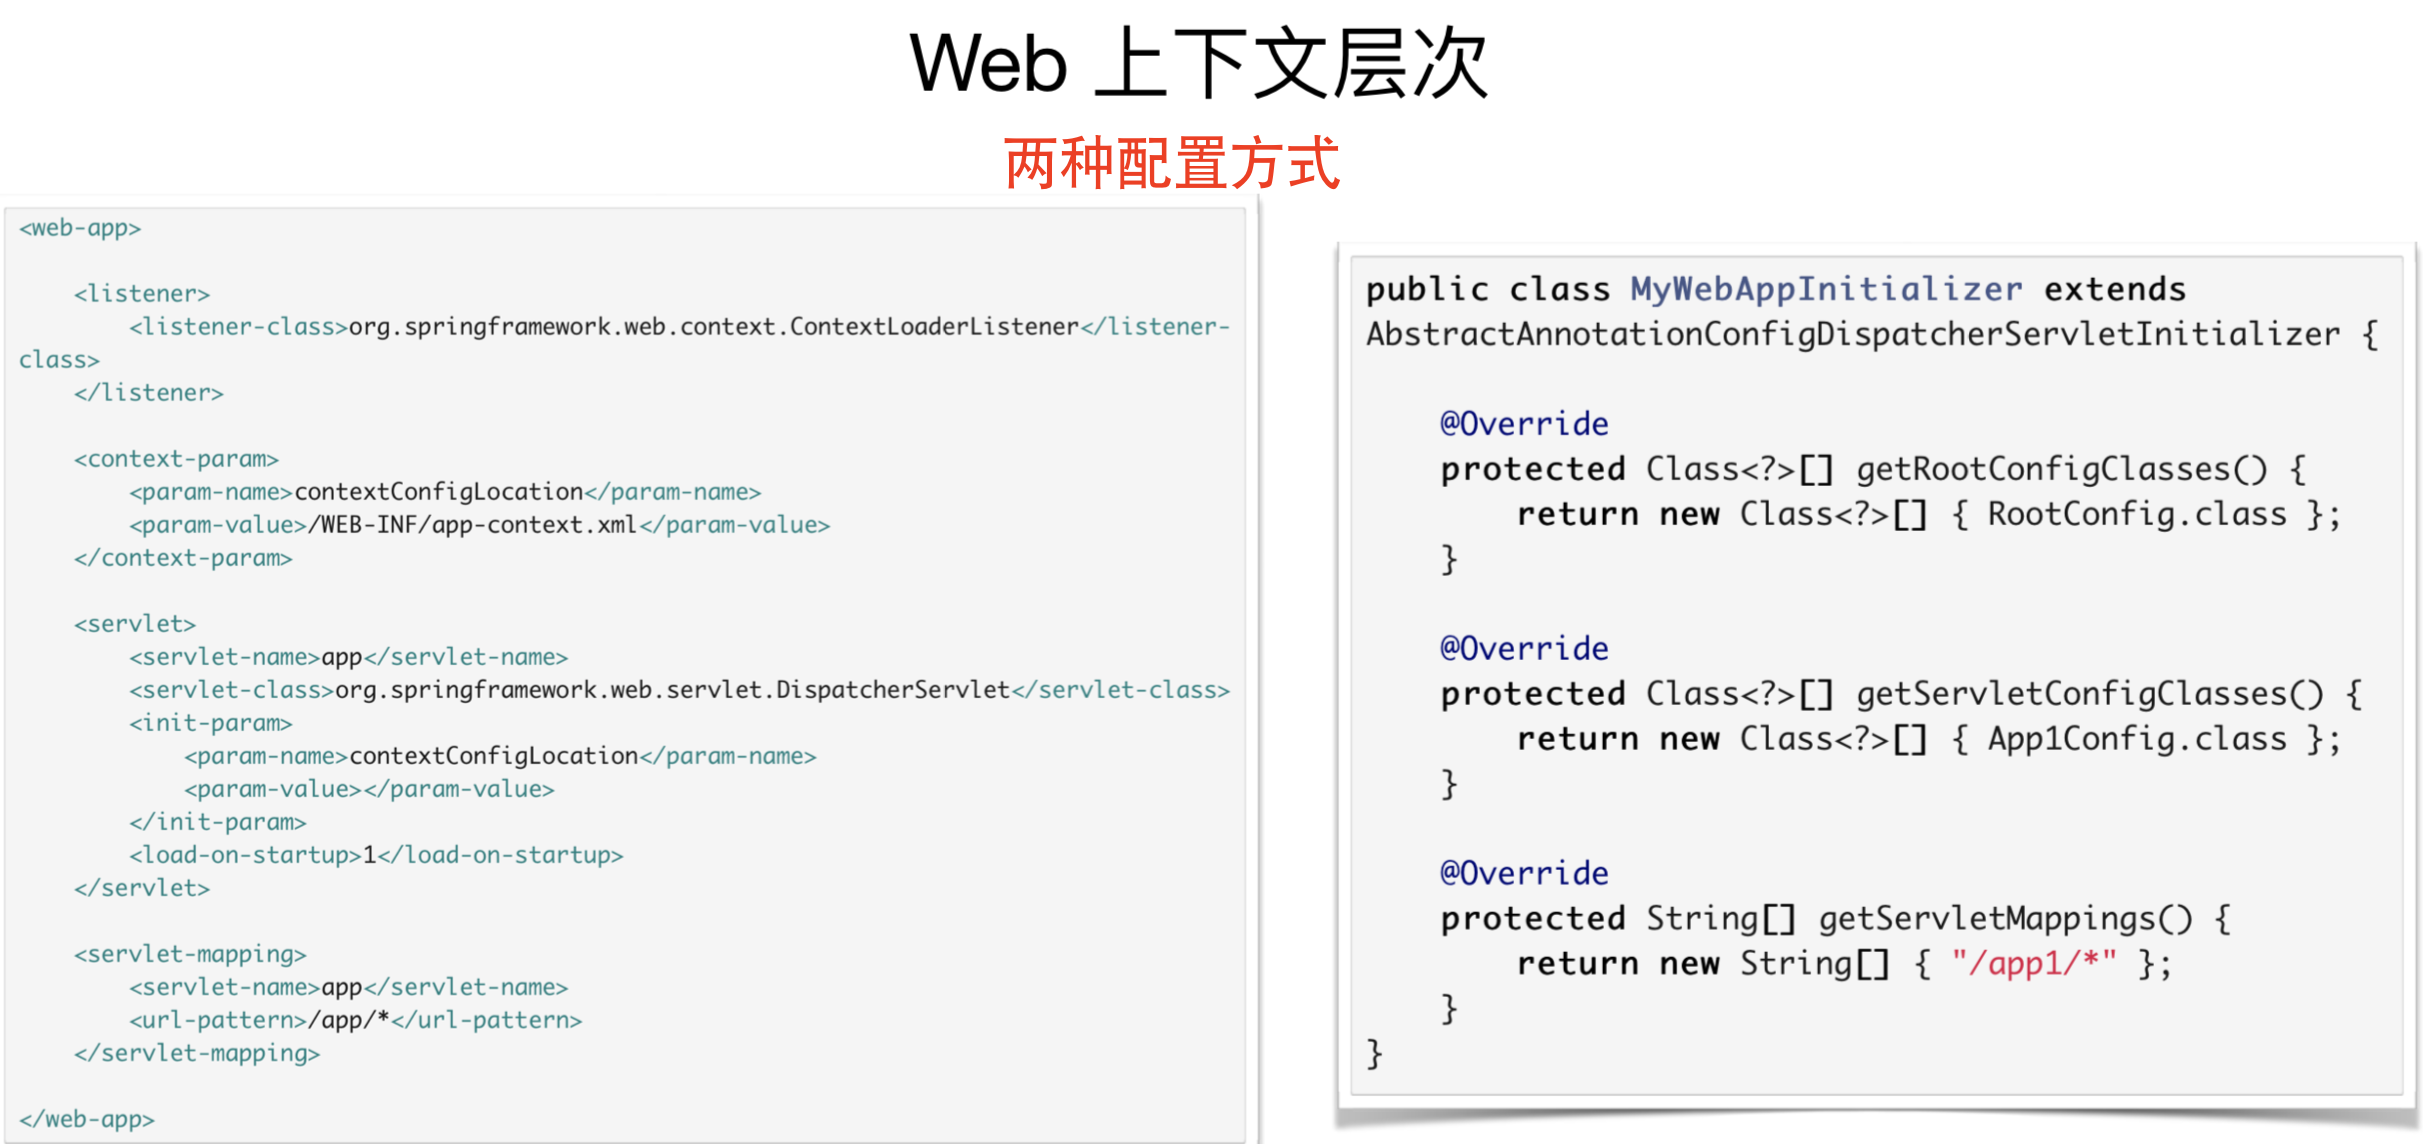 Web 上下文层次
两种配置方式
<web-app>
<listener>
<listener-class>org.springframework.web.context.ContextLoaderListener</listener-
class>
</listener>
<context-param>
<param-name>contextConfigLocation</param-name>
<param-value>/WEB-INF/app-context.xml</param-value>
</context-param>
<servlet>
<servlet-name>app</servlet-name>
<servlet-class>org.springframework.web.servlet.DispatcherServlet</servlet-class>
<init-param>
<param-name>contextConfigLocation</param-name>
<param-value></param-value>
</init-param>
<load-on-startup>1</load-on-startup>
</servlet>
<servlet-mapping>
<servlet-name>app</servlet-name>
<url-pattern>/app/*</url-pattern>
</servlet-mapping>
</web-app>
public class MyWebAppInitializer extends
AbstractAnnotationConfigDispatcherServletInitializer {
@Override
protected Class<?>[] getRootConfigClasses() {
return new Class<?>[] { RootConfig.class };
}
@Override
protected Class<?>[] getServletConfigClasses() {
return new Class<?>[] { App1Config.class };
}
@Override
protected String[] getServletMappings() {
return new String[] { "/app1/*" };
}
}